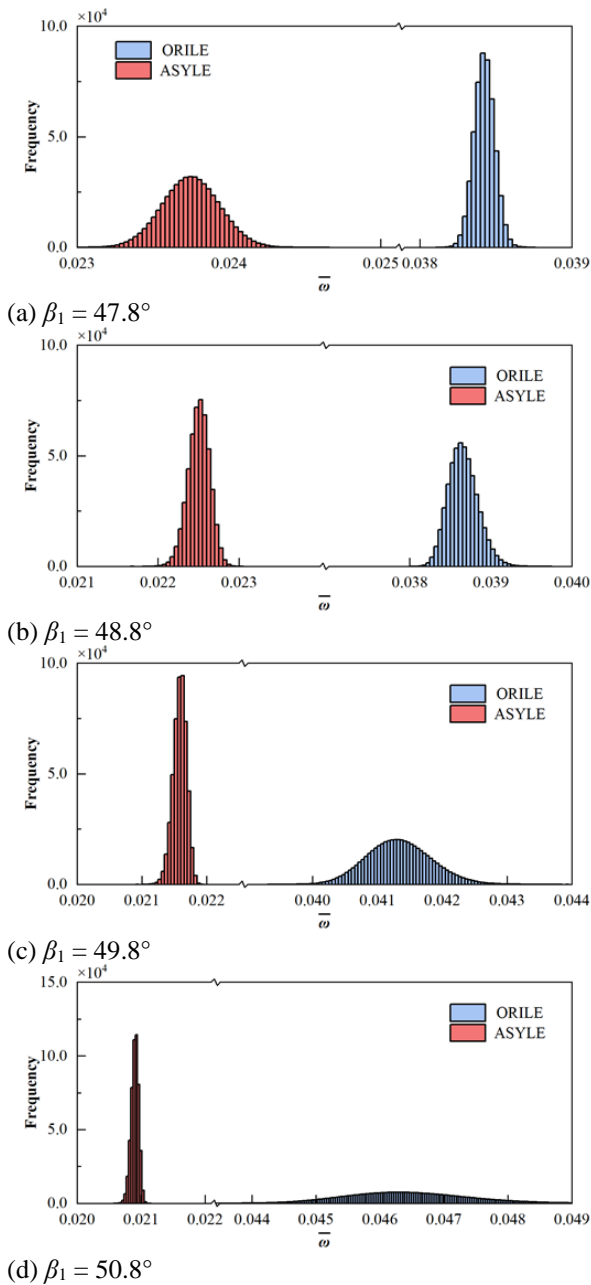 ×10⁴
10.0
ORILE
ASYLE
Frequency
5.0
0.0
0.023 0.024 0.025 0.038 0.039
ω̅
(a) β₁ = 47.8°
×10⁴
10.0
ORILE
ASYLE
Frequency
5.0
0.0
0.021 0.022 0.023 0.038 0.039 0.040
ω̅
(b) β₁ = 48.8°
×10⁴
10.0
ORILE
ASYLE
Frequency
5.0
0.0
0.020 0.021 0.022 0.040 0.041 0.042 0.043 0.044
ω̅
(c) β₁ = 49.8°
×10⁴
15.0
ORILE
ASYLE
10.0
Frequency
5.0
0.0
0.020 0.021 0.022 0.044 0.045 0.046 0.047 0.048 0.049
ω̅
(d) β₁ = 50.8°